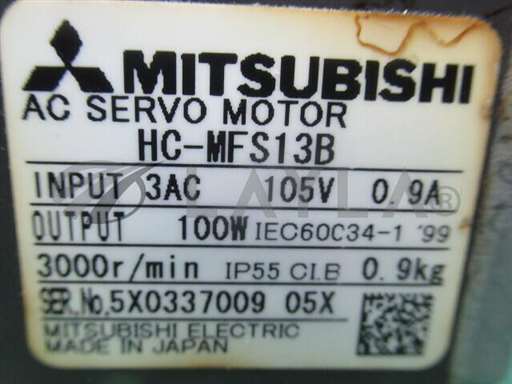 MITSUBISHI
AC SERVO MOTOR
HC-MFS13B
INPUT 3AC 105V 0.9A
OUTPUT 100W IEC60034-1 '99
3000r/min IP55 CI.B 0.9kg
SER.No.5X0337009 05X
MITSUBISHI ELECTRIC
MADE IN JAPAN